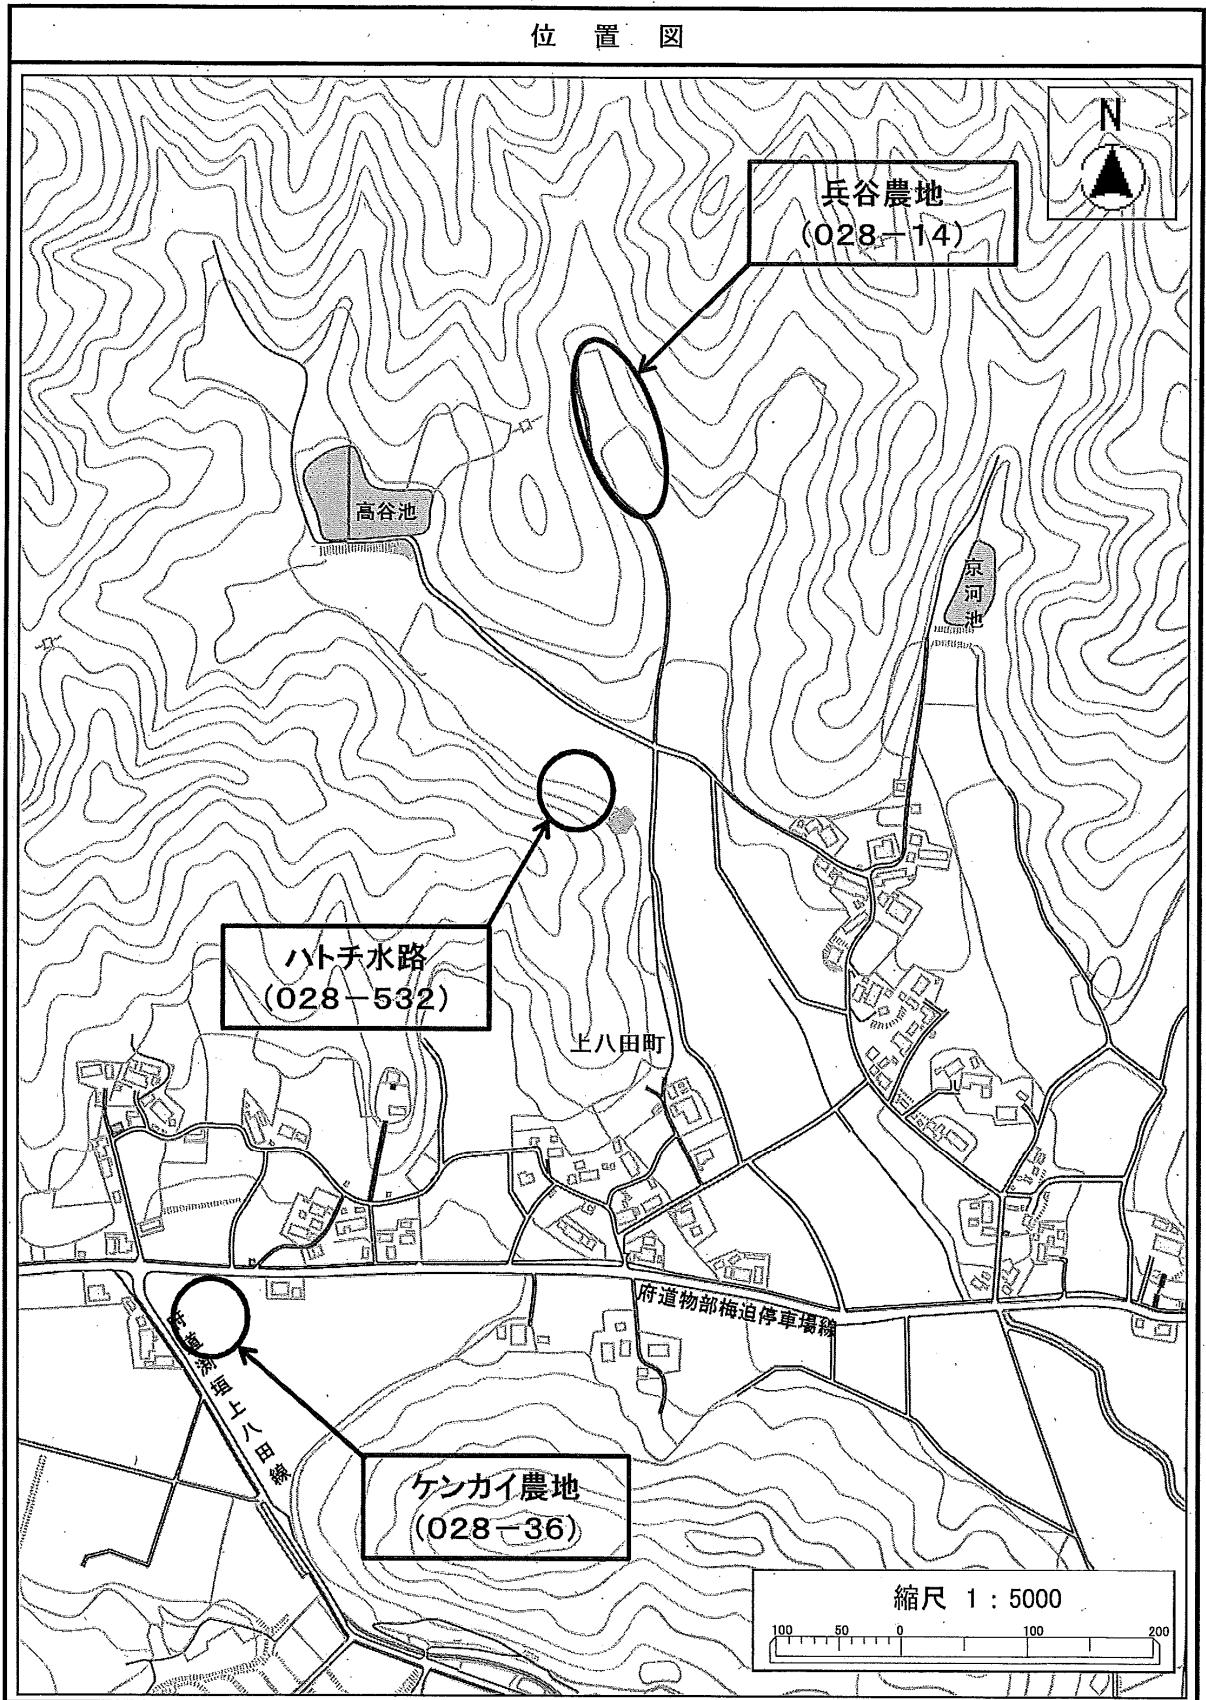 位 置 図
N
兵谷農地
(028－14)
高谷池
京河池
ハトチ水路
(028－532)
上八田町
府道物部梅迫停車場線
府道渕垣上八田線
ケンカイ農地
(028－36)
縮尺 1：5000
100 50 0 100 200